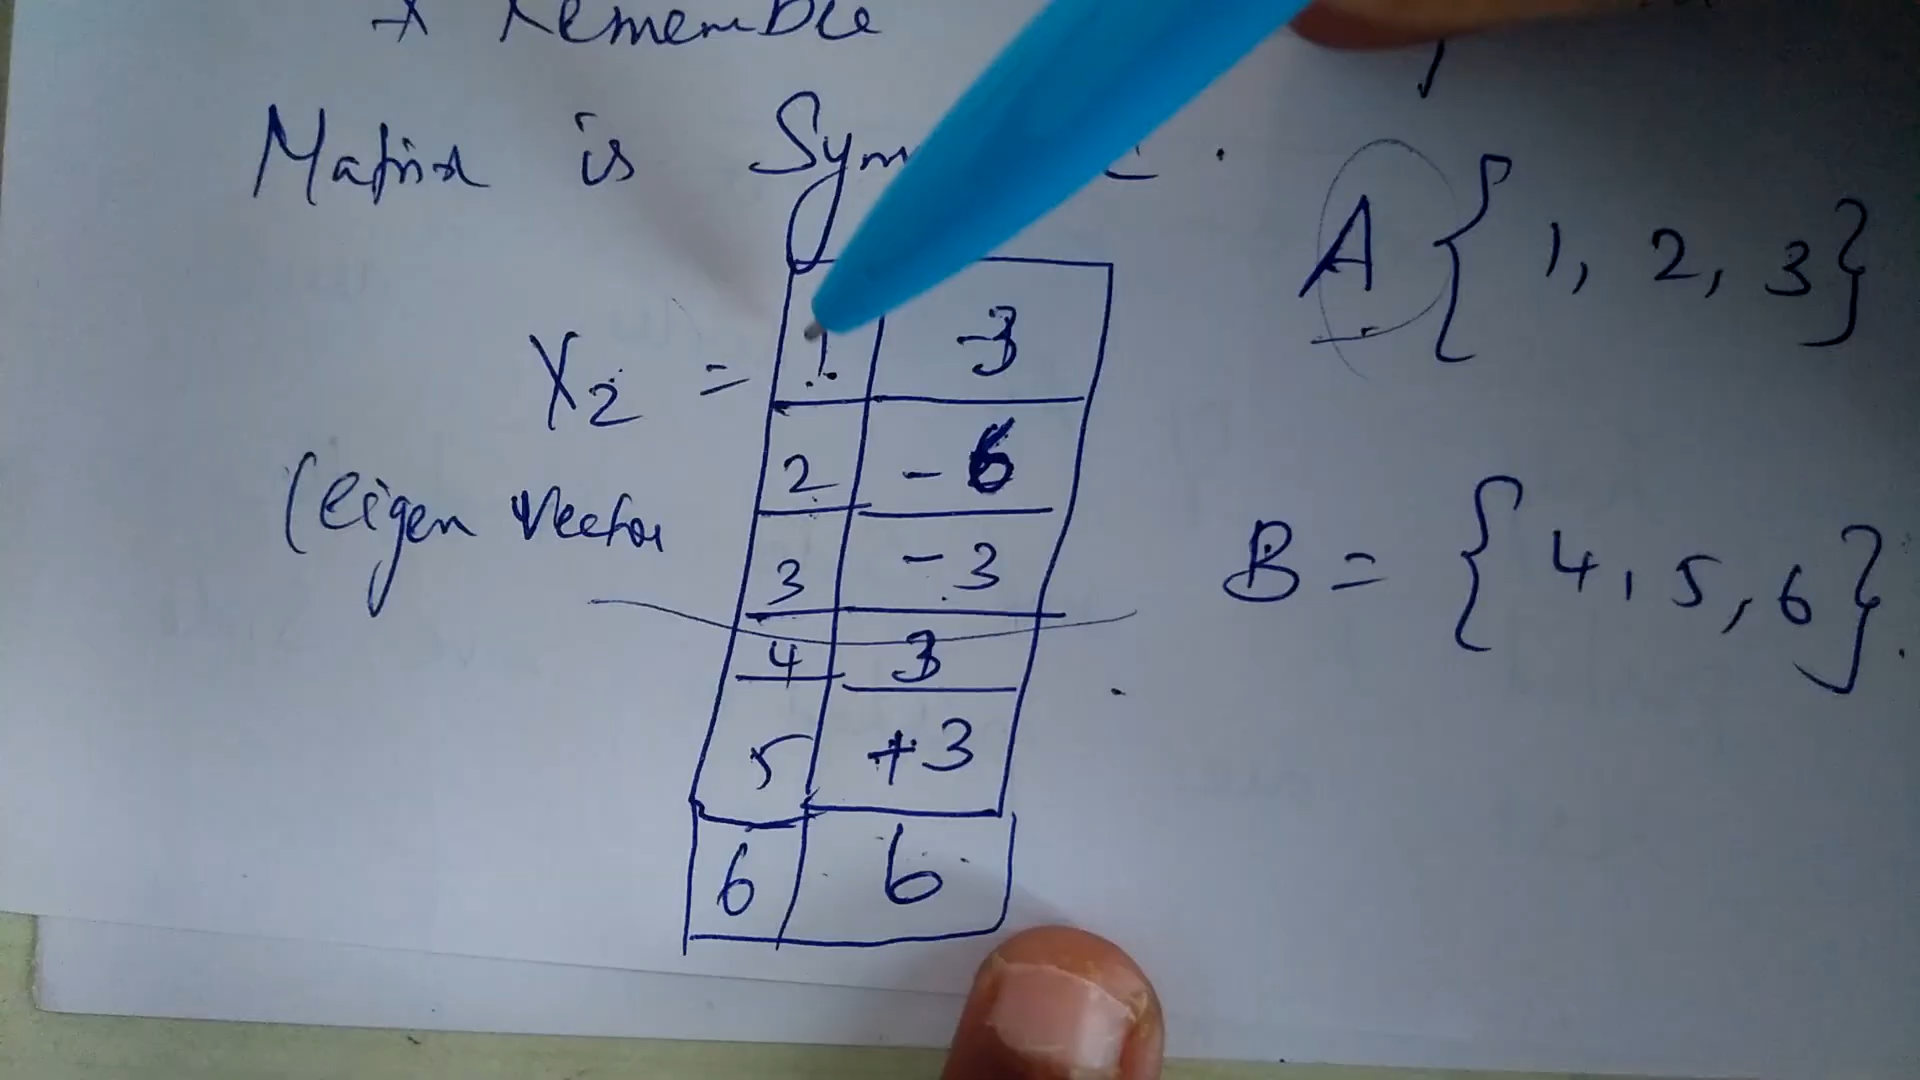 * Remembe
Matrix is
X2 =
(eigen Vector
1 -3
2 -6
3 -3
4 3
5 +3
6 6
A { 1, 2, 3}
B = { 4, 5, 6}.